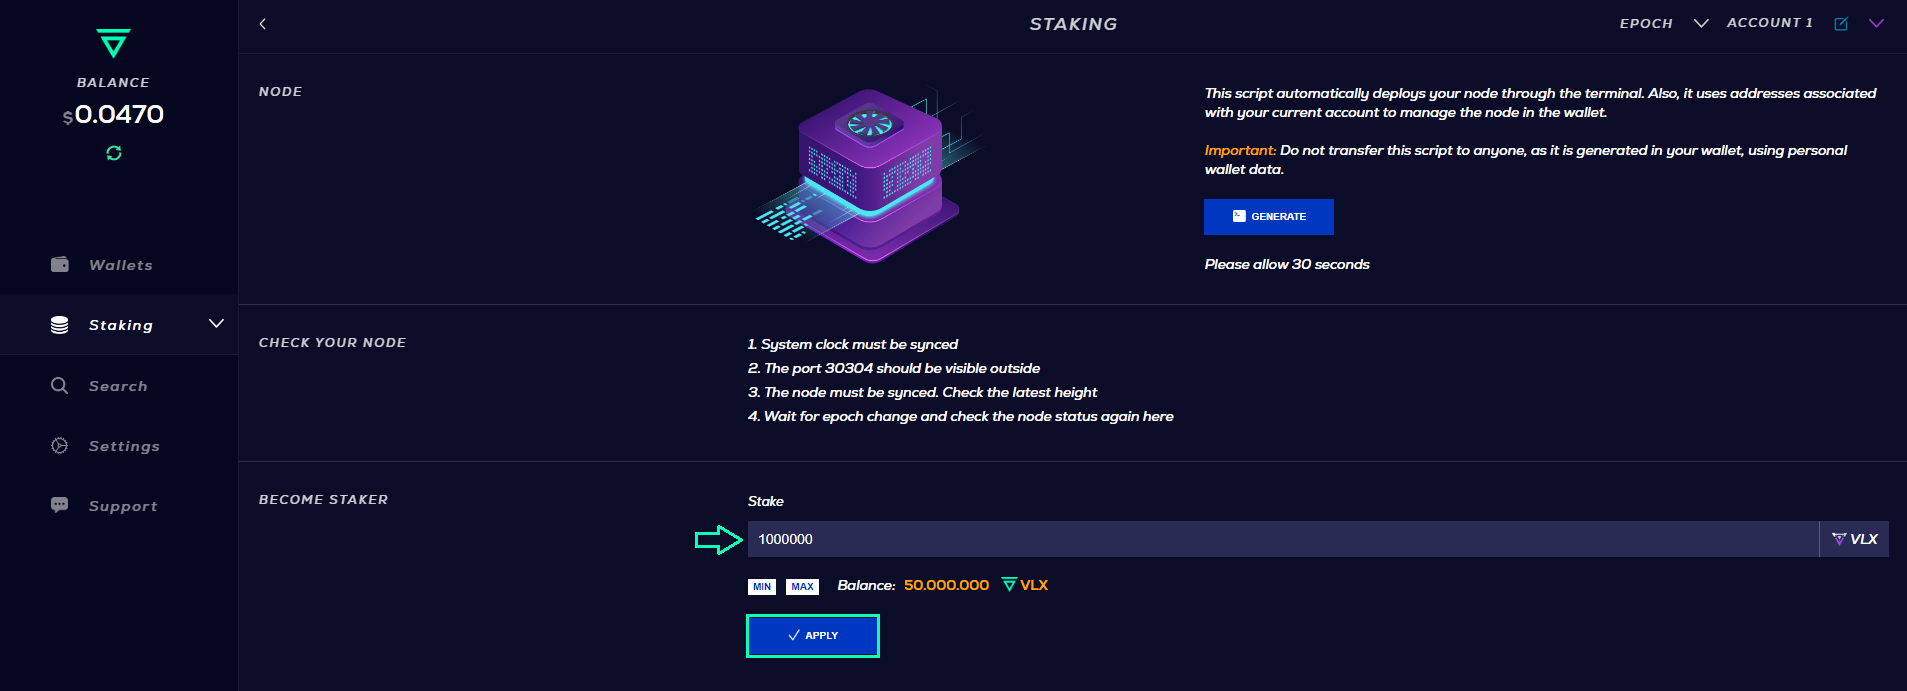 STAKING
EPOCH
ACCOUNT 1
BALANCE
$0.0470
Wallets
Staking
Search
Settings
Support
NODE
This script automatically deploys your node through the terminal. Also, it uses addresses associated
with your current account to manage the node in the wallet.
Important: Do not transfer this script to anyone, as it is generated in your wallet, using personal
wallet data.
GENERATE
Please allow 30 seconds
CHECK YOUR NODE
1. System clock must be synced
2. The port 30304 should be visible outside
3. The node must be synced. Check the latest height
4. Wait for epoch change and check the node status again here
BECOME STAKER
Stake
1000000 VLX
MIN MAX Balance: 50.000.000 VLX
APPLY